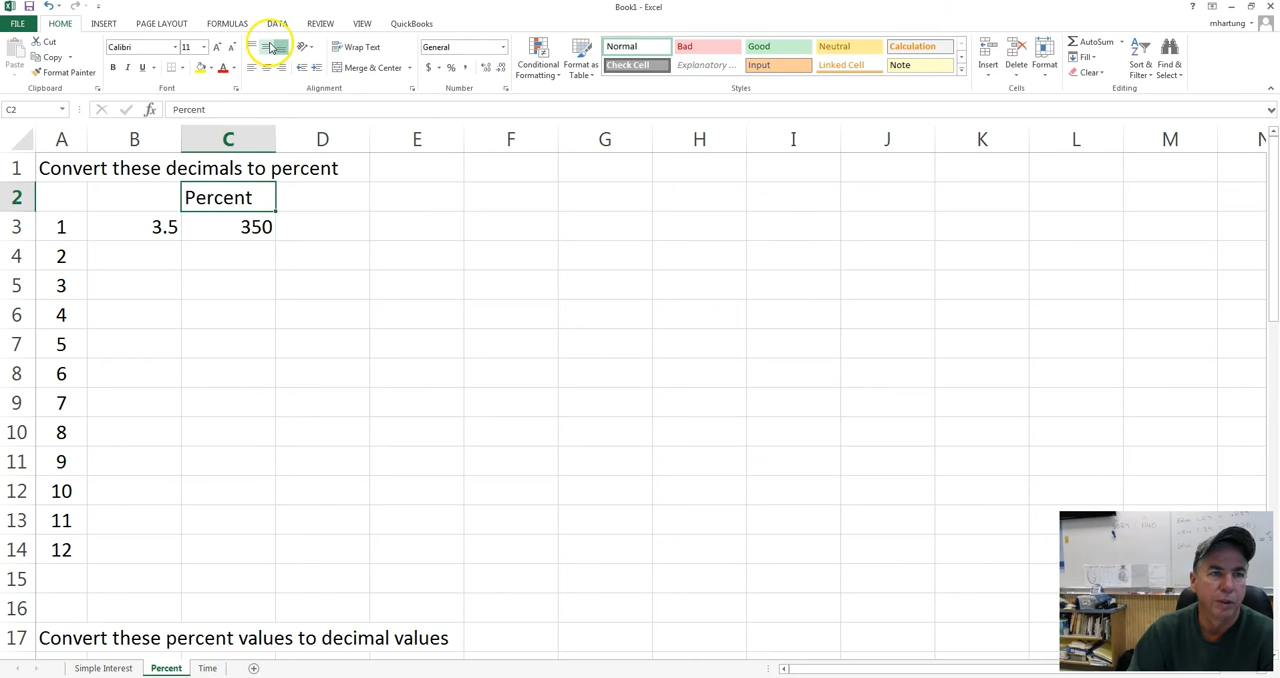 Book1 - Excel
?
FILE
HOME
INSERT
PAGE LAYOUT
FORMULAS
DATA
REVIEW
VIEW
QuickBooks
mhartung
Paste
Cut
Copy
Format Painter
Clipboard
Calibri
11
A
A
B
I
U
A
Font
Wrap Text
Merge & Center
Alignment
General
$
%
,
Number
Conditional
Formatting
Format as
Table
Normal
Bad
Good
Neutral
Calculation
Check Cell
Explanatory ...
Input
Linked Cell
Note
Styles
Insert
Delete
Format
Cells
AutoSum
Fill
Clear
Sort &
Filter
Find &
Select
Editing
C2
fx
Percent
A B C D E F G H I J K L M N
1 Convert these decimals to percent
2 Percent
3 1 3.5 350
4 2
5 3
6 4
7 5
8 6
9 7
10 8
11 9
12 10
13 11
14 12
15
16
17 Convert these percent values to decimal values
Simple Interest
Percent
Time